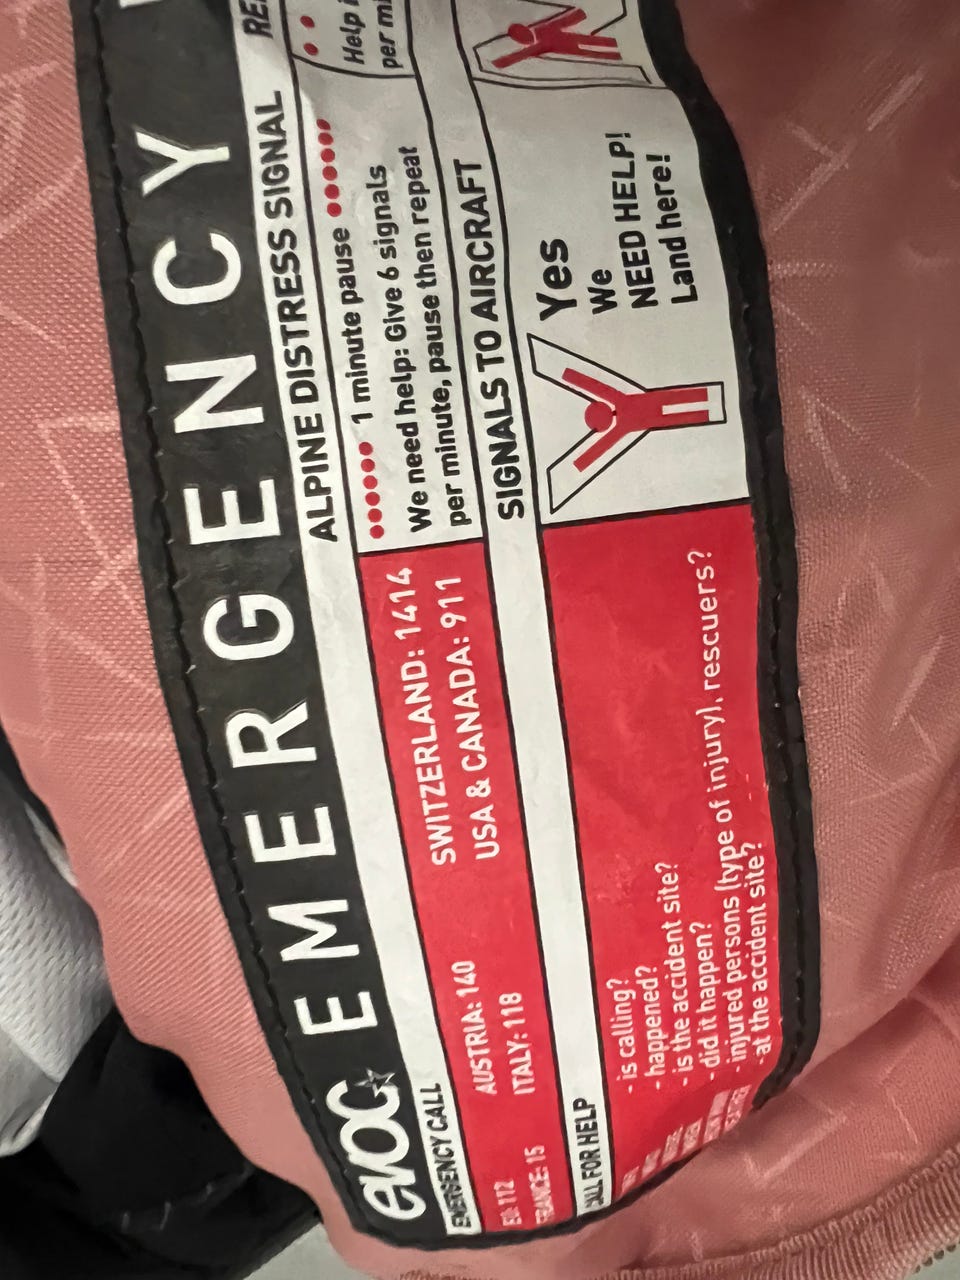 evoc
EMERGENCY
EMERGENCY CALL
EU: 112
FRANCE: 15
AUSTRIA: 140
ITALY: 118
SWITZERLAND: 1414
USA & CANADA: 911
CALL FOR HELP
- is calling?
- happened?
- is the accident site?
- did it happen?
- injured persons (type of injury), rescuers?
- at the accident site?
ALPINE DISTRESS SIGNAL
•••••• 1 minute pause ••••••
We need help: Give 6 signals
per minute, pause then repeat
Help
per
SIGNALS TO AIRCRAFT
Y
Yes
We
NEED HELP!
Land here!
N